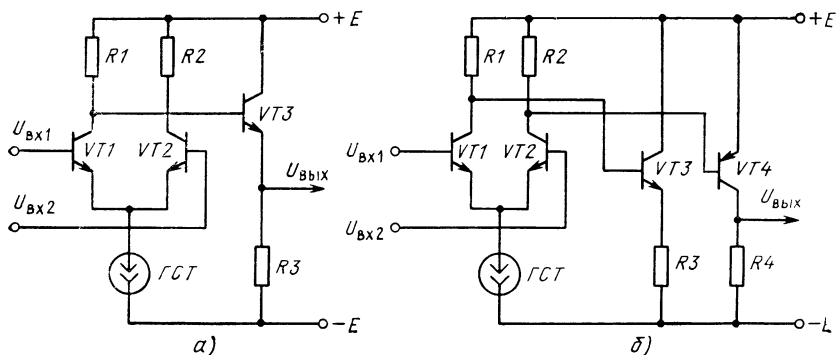 +E
R1
R2
VT3
Uвх1
VT1
VT2
Uвых
Uвх2
ГСТ
R3
−E
а)
+E
R1
R2
Uвх1
VT1
VT2
VT3
VT4
Uвых
Uвх2
ГСТ
R3
R4
−L
б)